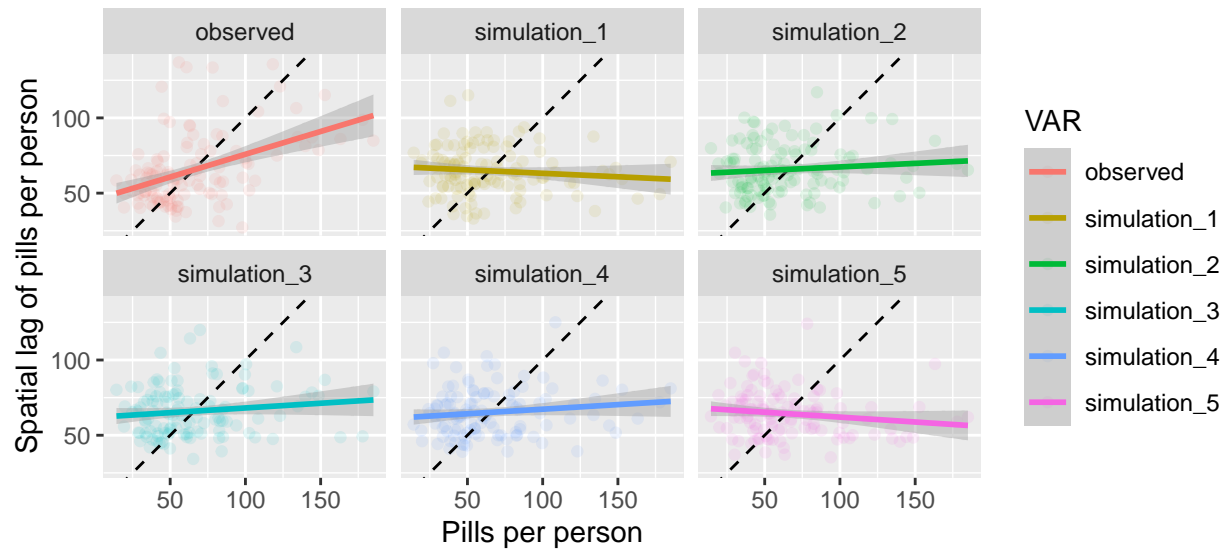 observed
simulation_1
simulation_2
100
50
simulation_3
simulation_4
simulation_5
100
50
50 100 150
50 100 150
50 100 150
Pills per person
Spatial lag of pills per person
VAR
observed
simulation_1
simulation_2
simulation_3
simulation_4
simulation_5